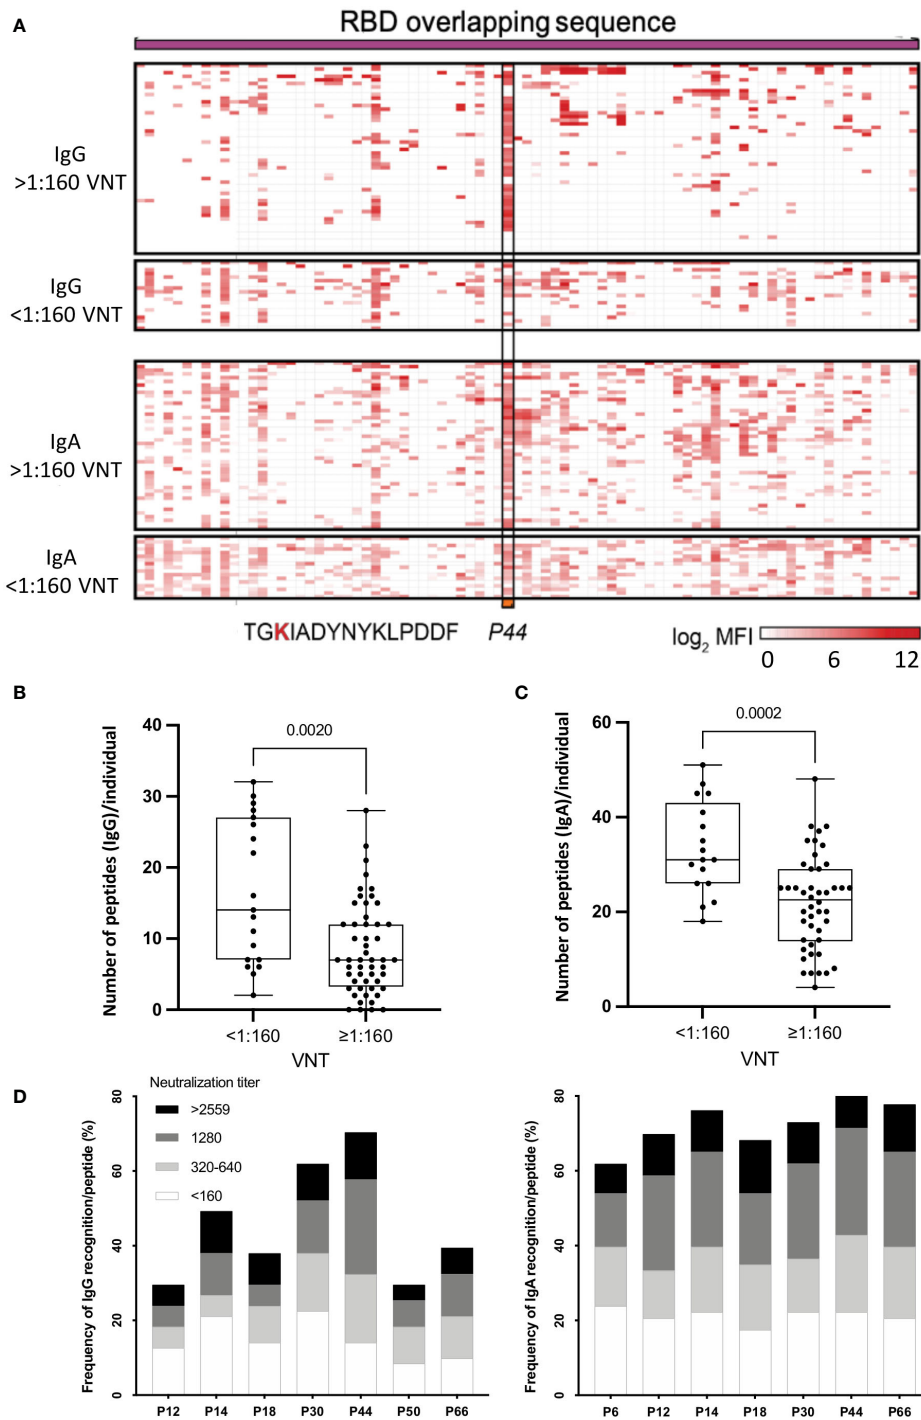 A
RBD overlapping sequence
IgG
>1:160 VNT
IgG
<1:160 VNT
IgA
>1:160 VNT
IgA
<1:160 VNT
TGKIADYNYKLPDDF P44
log2 MFI
0 6 12
B
Number of peptides (IgG)/individual
40
30
20
10
0
0.0020
<1:160 ≥1:160
VNT
C
Number of peptides (IgA)/individual
60
40
20
0
0.0002
<1:160 ≥1:160
VNT
D
Neutralization titer
>2559
1280
320-640
<160
Frequency of IgG recognition/peptide (%)
80
60
40
20
0
P12 P14 P18 P30 P44 P50 P66
Frequency of IgA recognition/peptide (%)
80
60
40
20
0
P6 P12 P14 P18 P30 P44 P66